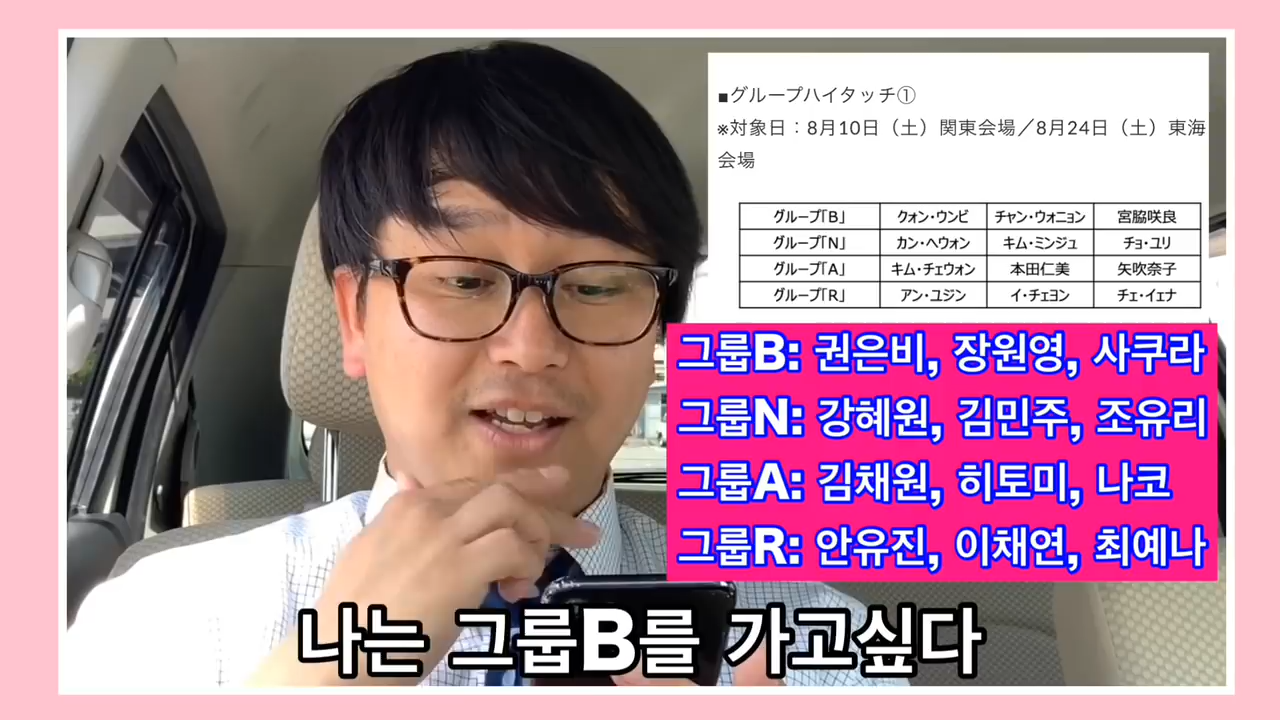 ■グループハイタッチ①
※対象日：8月10日（土）関東会場／8月24日（土）東海
会場
グループ「B」 クォン・ウンビ チャン・ウォニョン 宮脇咲良
グループ「N」 カン・ヘウォン キム・ミンジュ チョ・ユリ
グループ「A」 キム・チェウォン 本田仁美 矢吹奈子
グループ「R」 アン・ユジン イ・チェヨン チェ・イェナ
그룹B: 권은비, 장원영, 사쿠라
그룹N: 강혜원, 김민주, 조유리
그룹A: 김채원, 히토미, 나코
그룹R: 안유진, 이채연, 최예나
나는 그룹B를 가고싶다